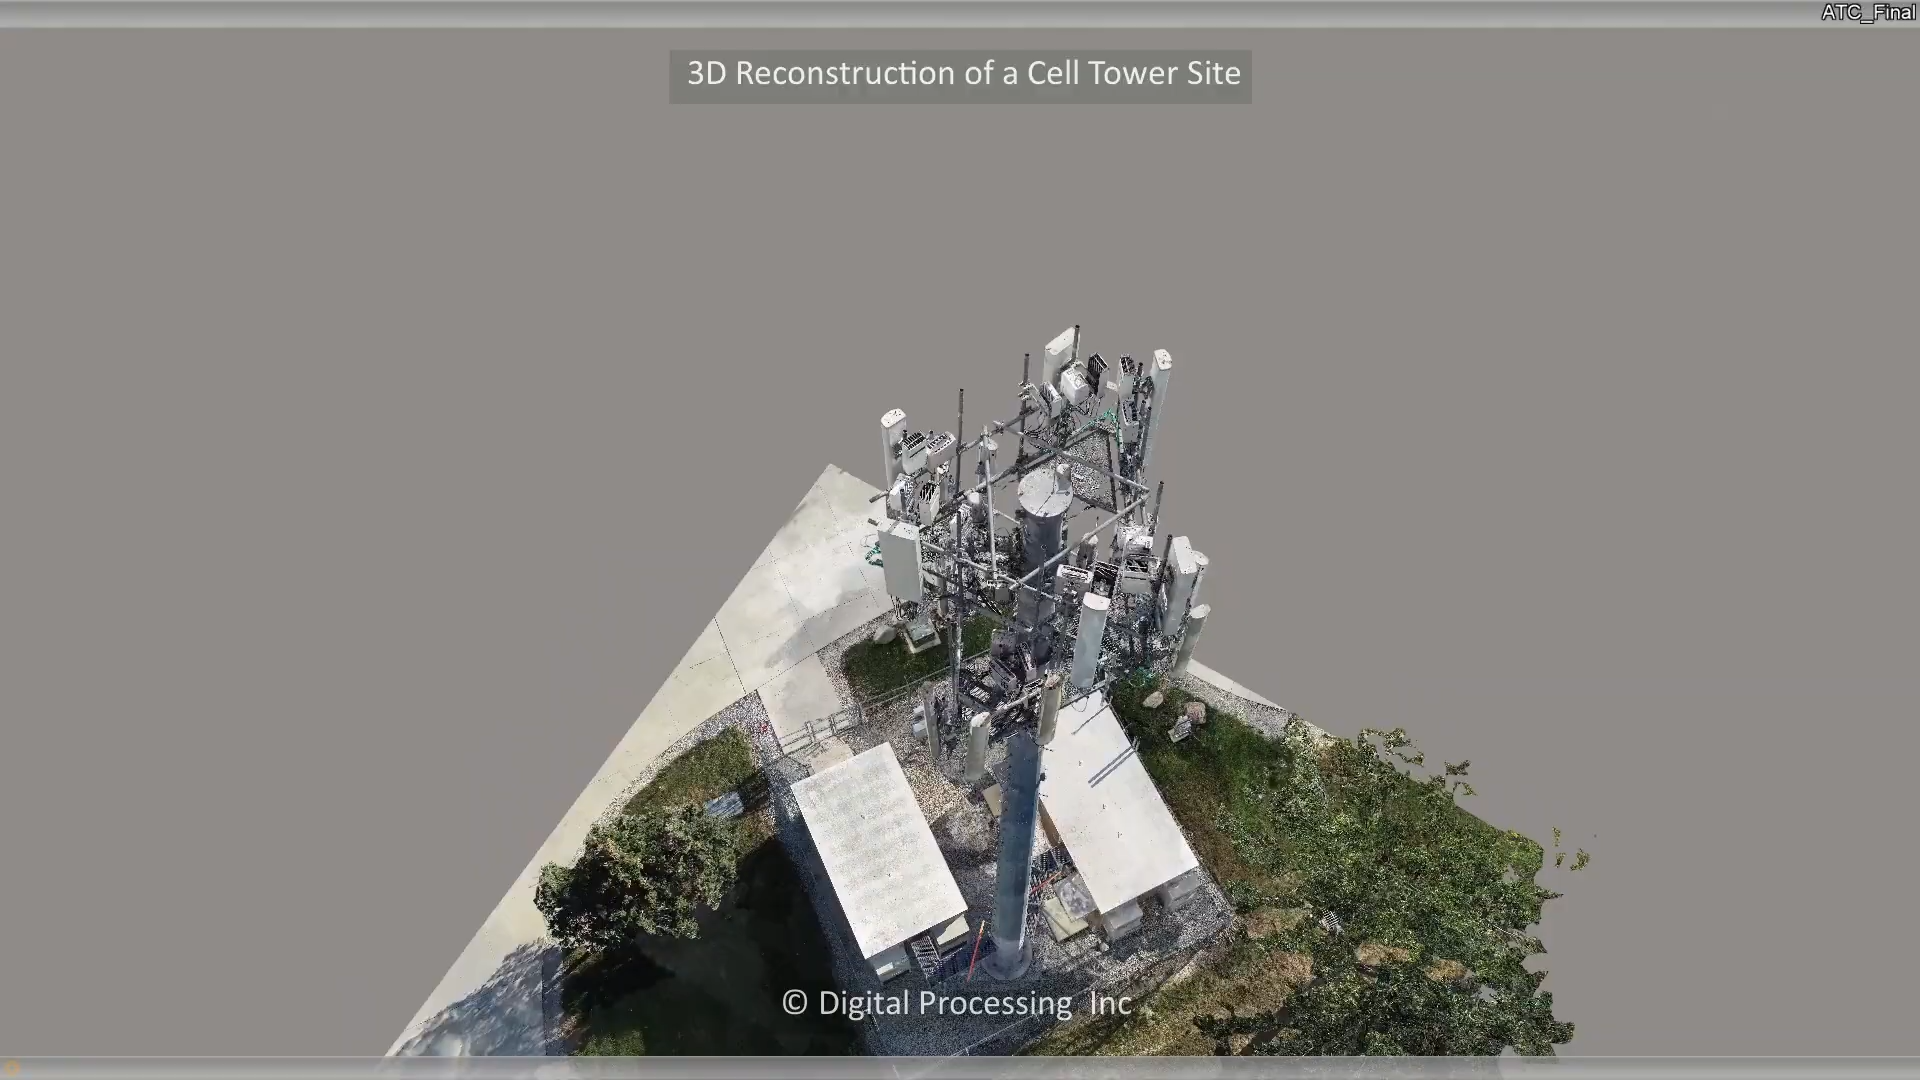 ATC_Final
3D Reconstruction of a Cell Tower Site
© Digital Processing Inc